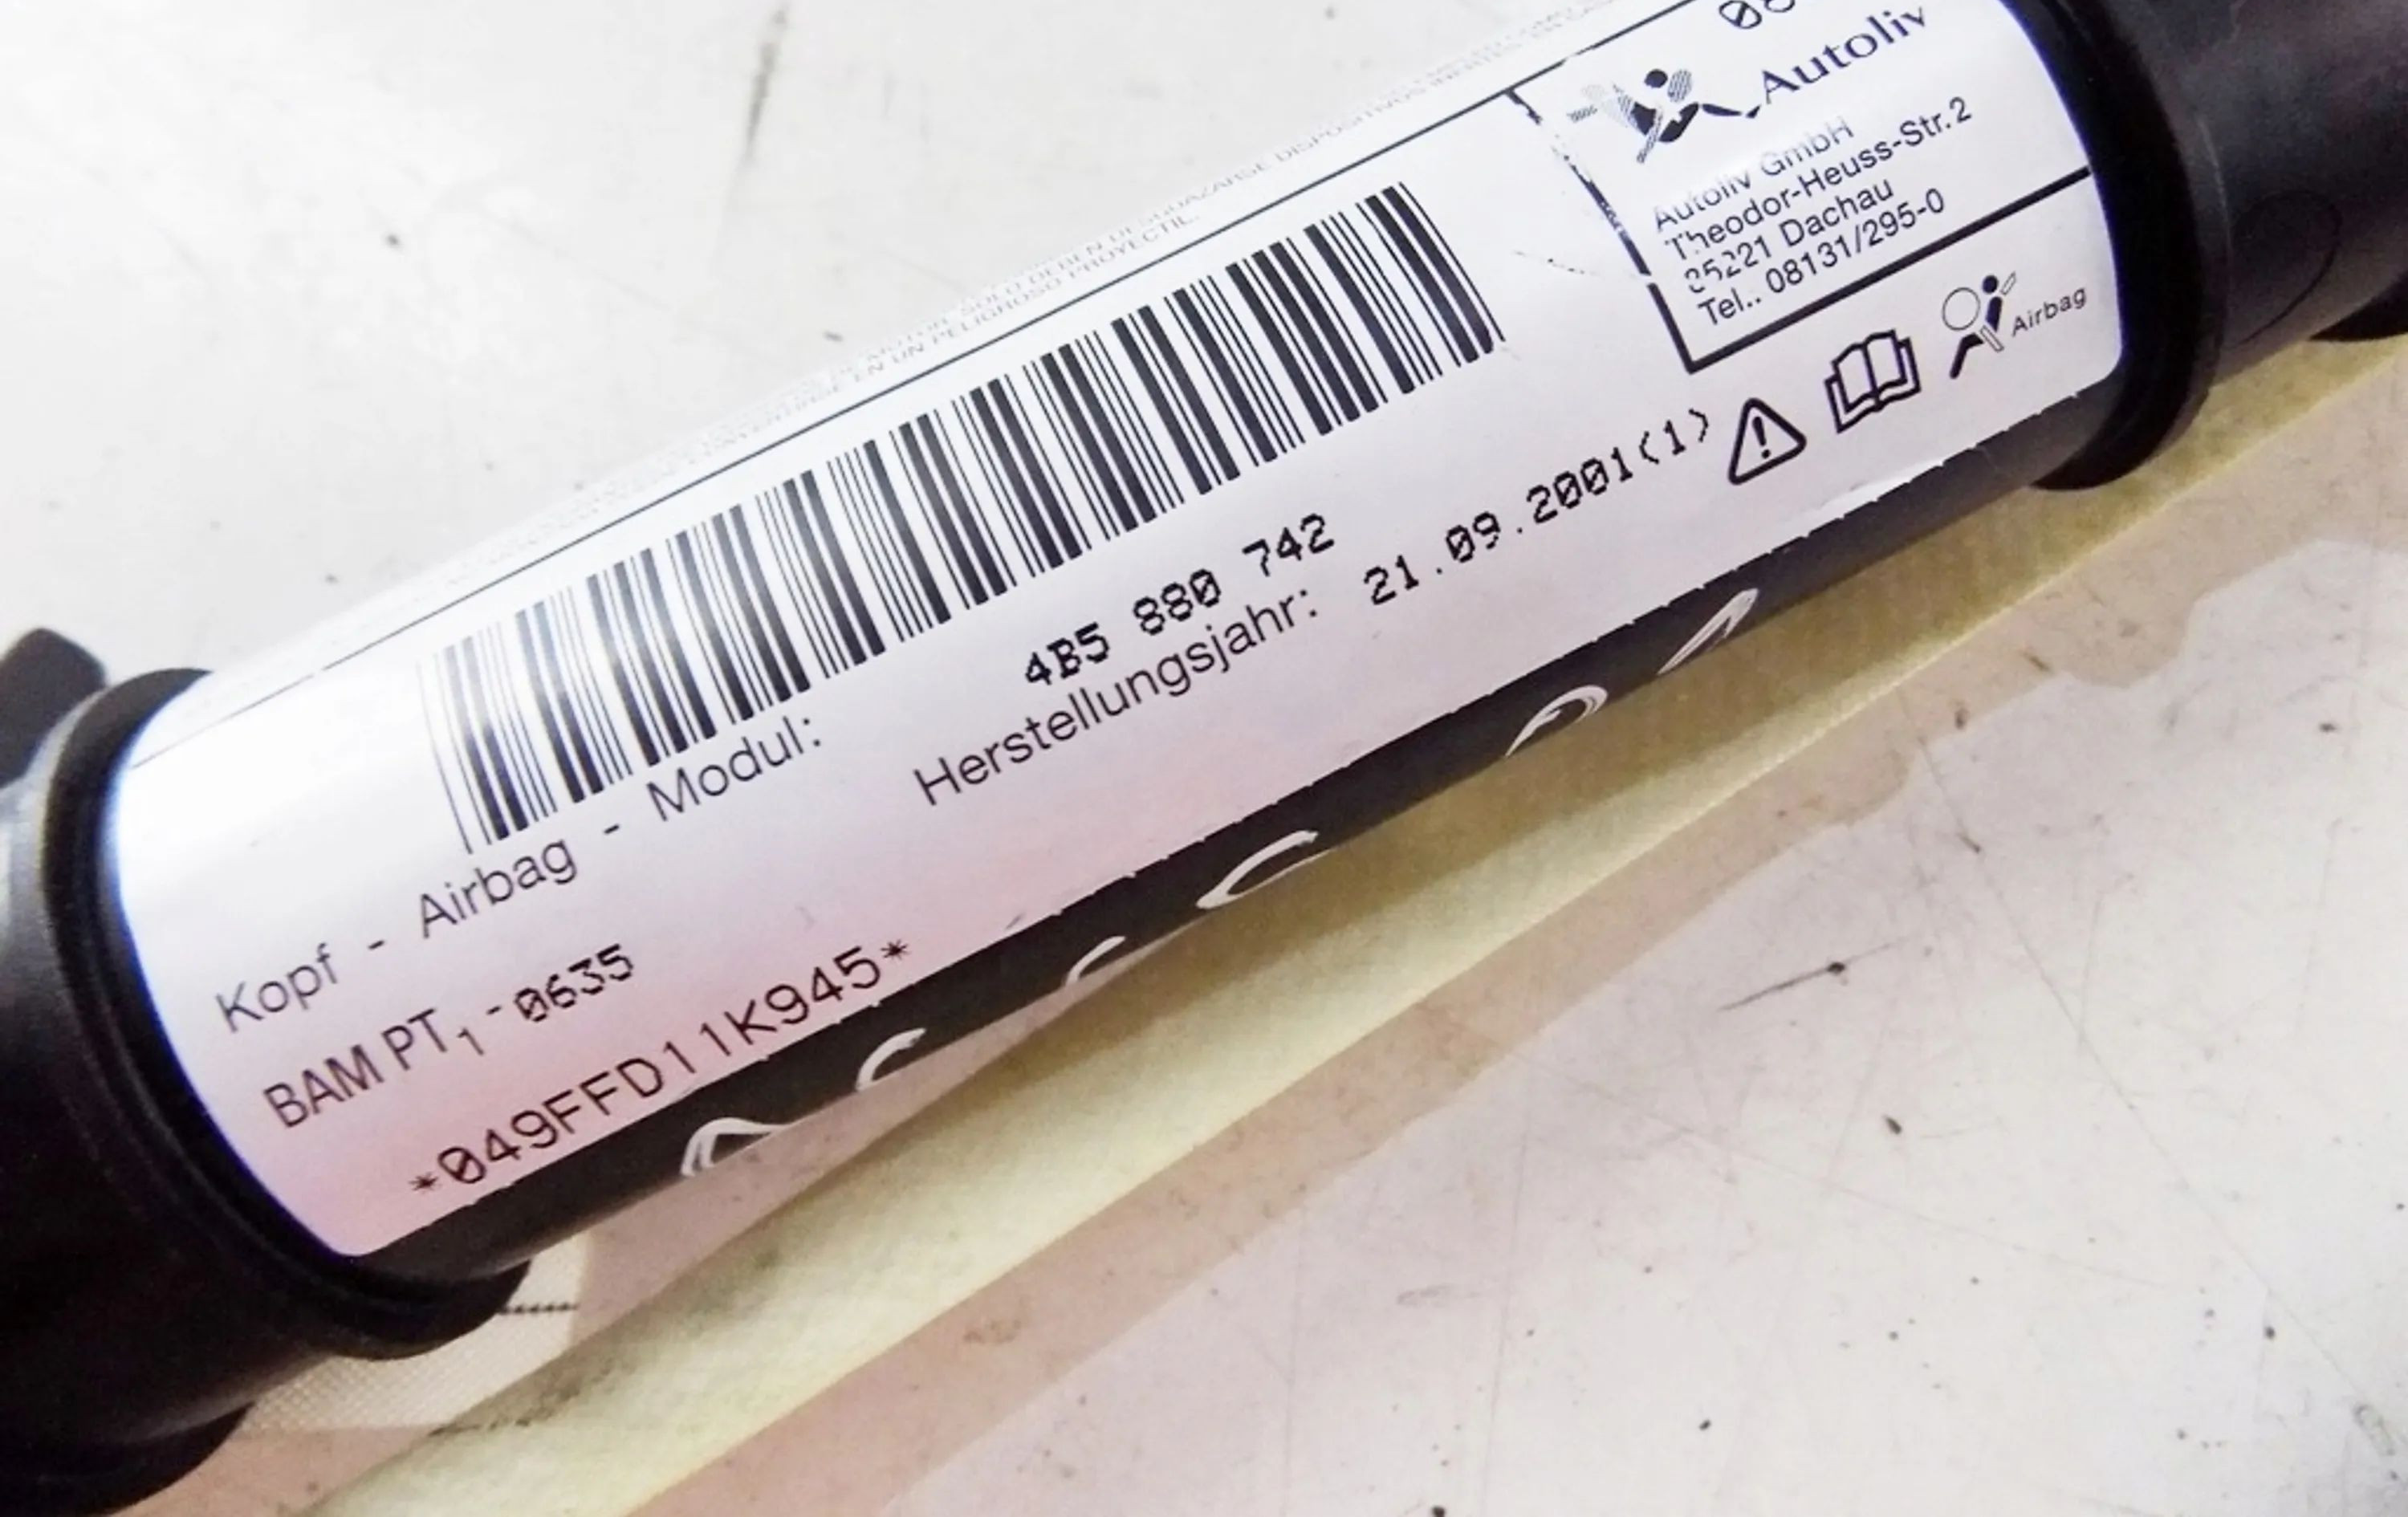 Autoliv
Autoliv GmbH
Theodor-Heuss-Str.2
85221 Dachau
Tel.. 08131/295-0
Airbag
Kopf - Airbag - Modul: 4B5 880 742
Herstellungsjahr: 21.09.2001(1)
BAM PT₁-0635
*049FFD11K945*